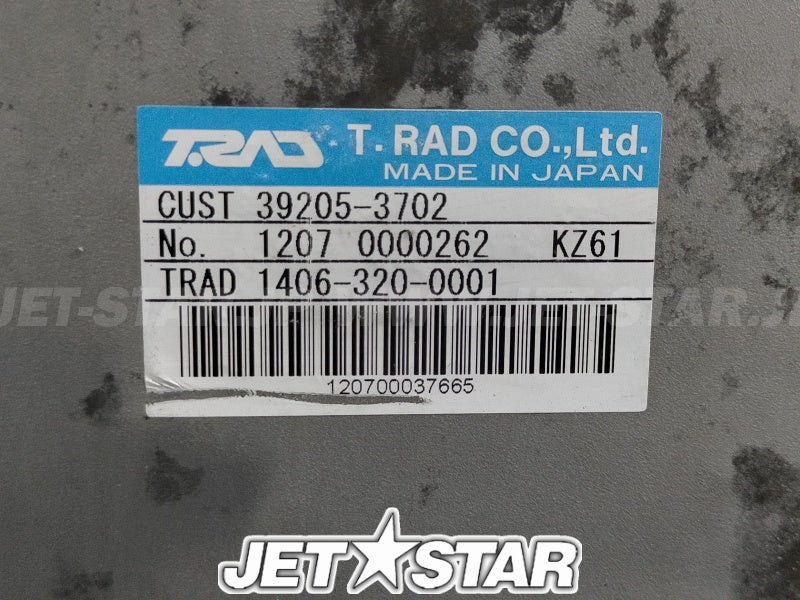 T.RAD T. RAD CO.,Ltd.
MADE IN JAPAN
CUST 39205-3702
No. 1207 0000262 KZ61
TRAD 1406-320-0001
120700037665
JET★STAR